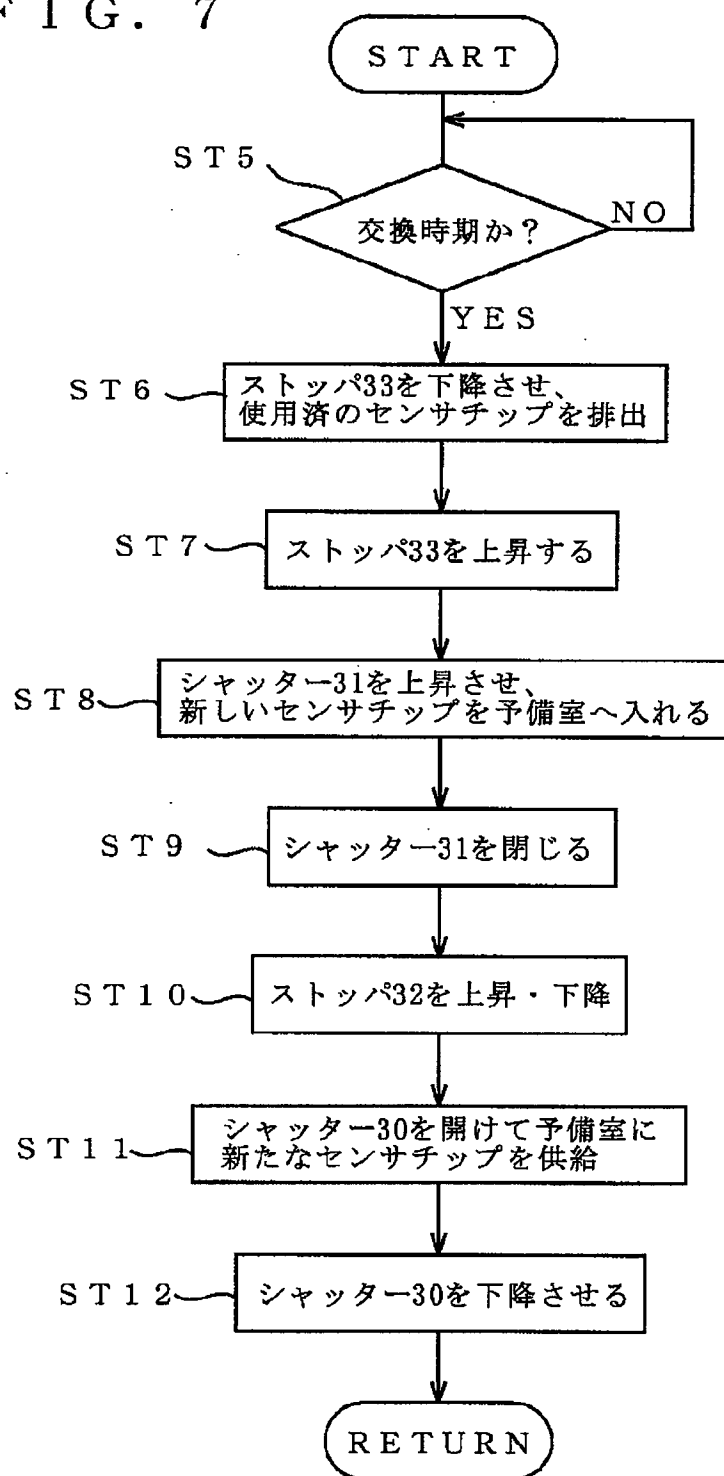 FIG. 7
START
ST5
交換時期か?
NO
YES
ST6
ストッパ33を下降させ、
使用済のセンサチップを排出
ST7
ストッパ33を上昇する
ST8
シャッター31を上昇させ、
新しいセンサチップを予備室へ入れる
ST9
シャッター31を閉じる
ST10
ストッパ32を上昇・下降
ST11
シャッター30を開けて予備室に
新たなセンサチップを供給
ST12
シャッター30を下降させる
RETURN